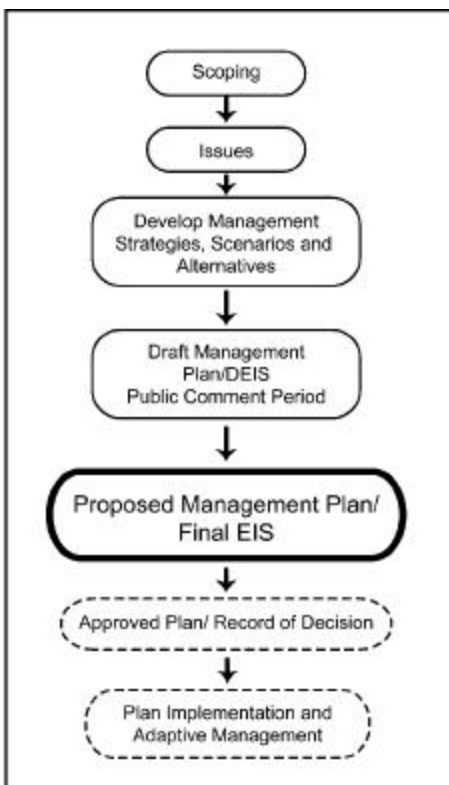 Scoping
Issues
Develop Management
Strategies, Scenarios and
Alternatives
Draft Management
Plan/DEIS
Public Comment Period
Proposed Management Plan/
Final EIS
Approved Plan/ Record of Decision
Plan Implementation and
Adaptive Management